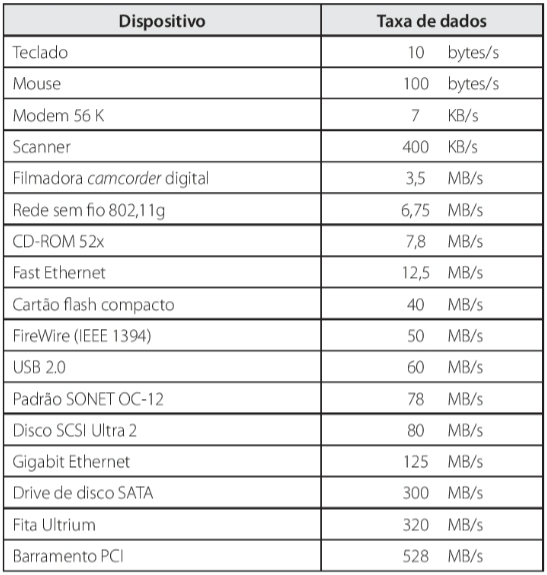 Dispositivo Taxa de dados
Teclado 10 bytes/s
Mouse 100 bytes/s
Modem 56 K 7 KB/s
Scanner 400 KB/s
Filmadora camcorder digital 3,5 MB/s
Rede sem fio 802,11g 6,75 MB/s
CD-ROM 52x 7,8 MB/s
Fast Ethernet 12,5 MB/s
Cartão flash compacto 40 MB/s
FireWire (IEEE 1394) 50 MB/s
USB 2.0 60 MB/s
Padrão SONET OC-12 78 MB/s
Disco SCSI Ultra 2 80 MB/s
Gigabit Ethernet 125 MB/s
Drive de disco SATA 300 MB/s
Fita Ultrium 320 MB/s
Barramento PCI 528 MB/s